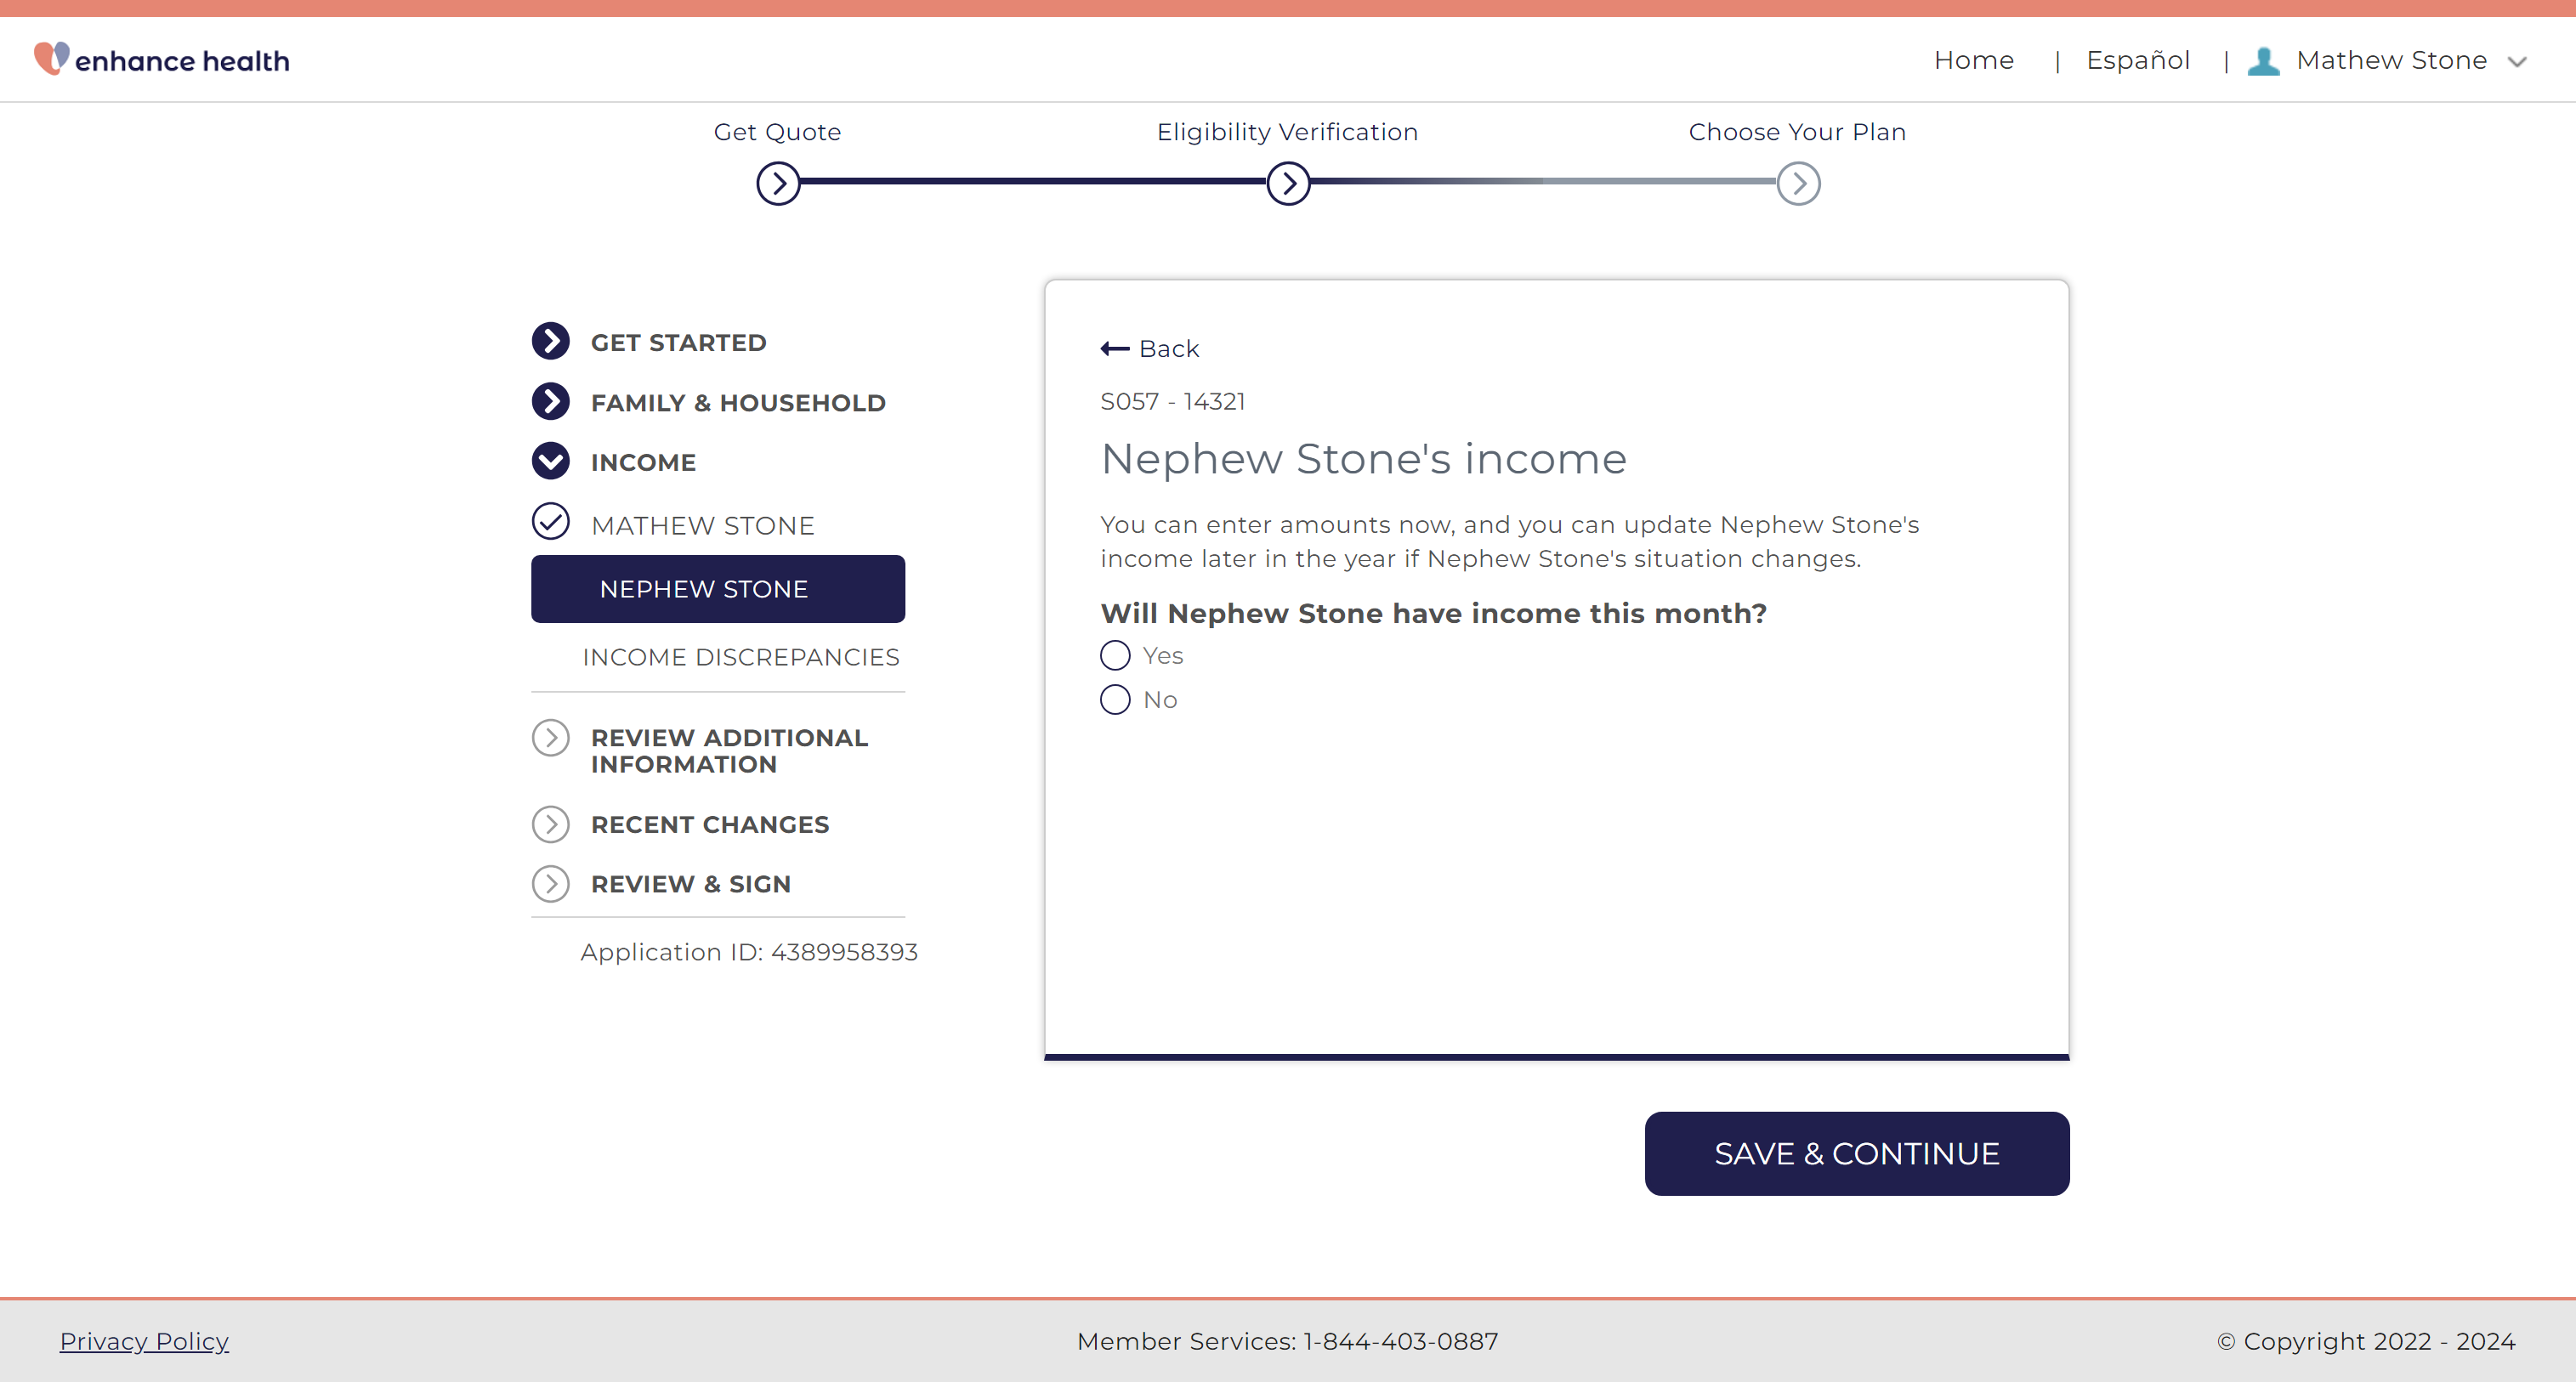 enhance health
Home | Español | Mathew Stone
Get Quote
Eligibility Verification
Choose Your Plan
GET STARTED
FAMILY & HOUSEHOLD
INCOME
MATHEW STONE
NEPHEW STONE
INCOME DISCREPANCIES
REVIEW ADDITIONAL
INFORMATION
RECENT CHANGES
REVIEW & SIGN
Application ID: 4389958393
Back
S057 - 14321
Nephew Stone's income
You can enter amounts now, and you can update Nephew Stone's
income later in the year if Nephew Stone's situation changes.
Will Nephew Stone have income this month?
Yes
No
SAVE & CONTINUE
Privacy Policy
Member Services: 1-844-403-0887
© Copyright 2022 - 2024